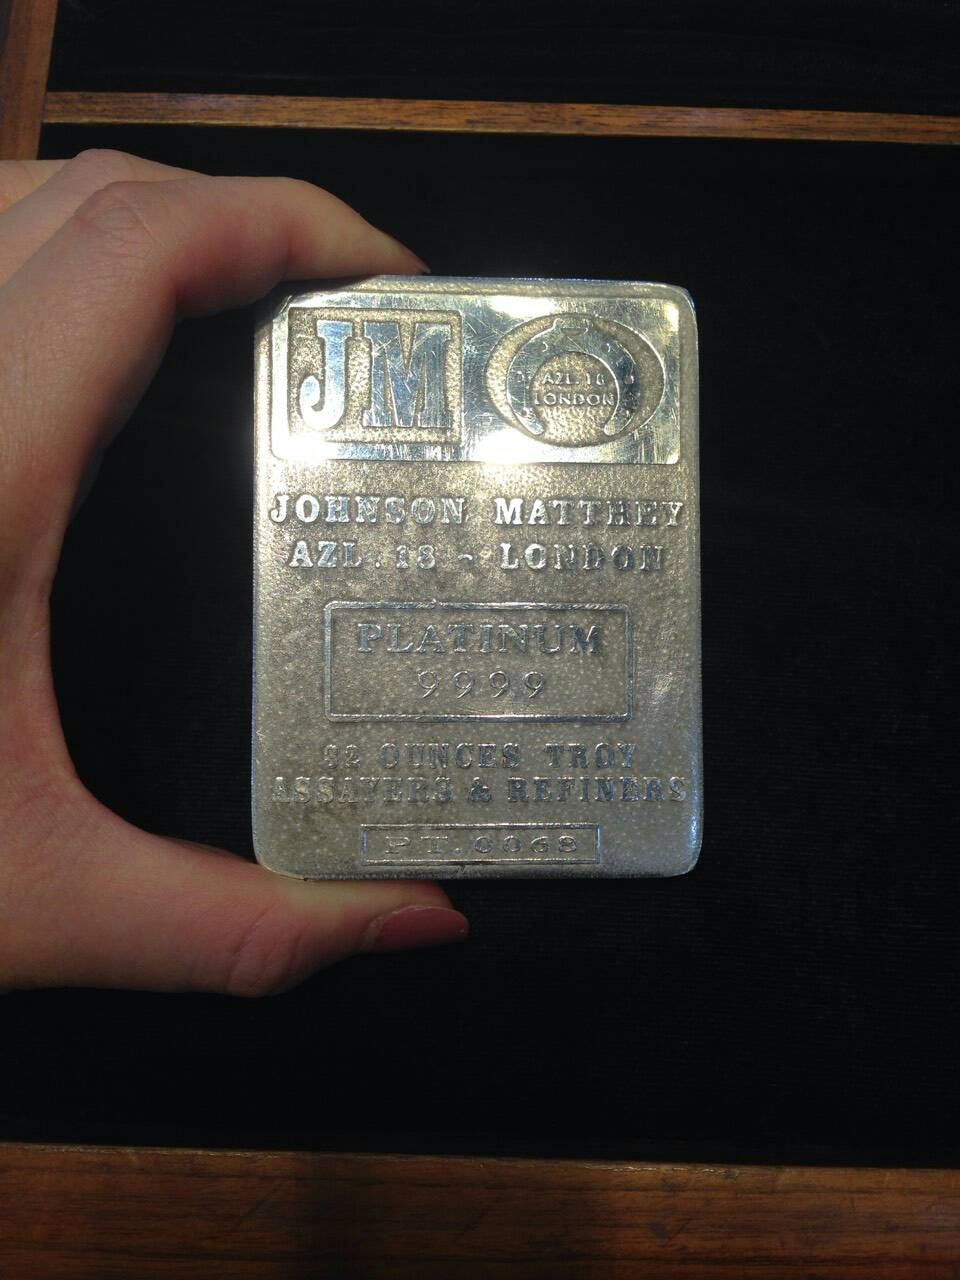 JM
AZL. 18
LONDON
JOHNSON MATTHEY
AZL. 18 - LONDON
PLATINUM
9999
32 OUNCES TROY
ASSAYERS & REFINERS
PT. 0068